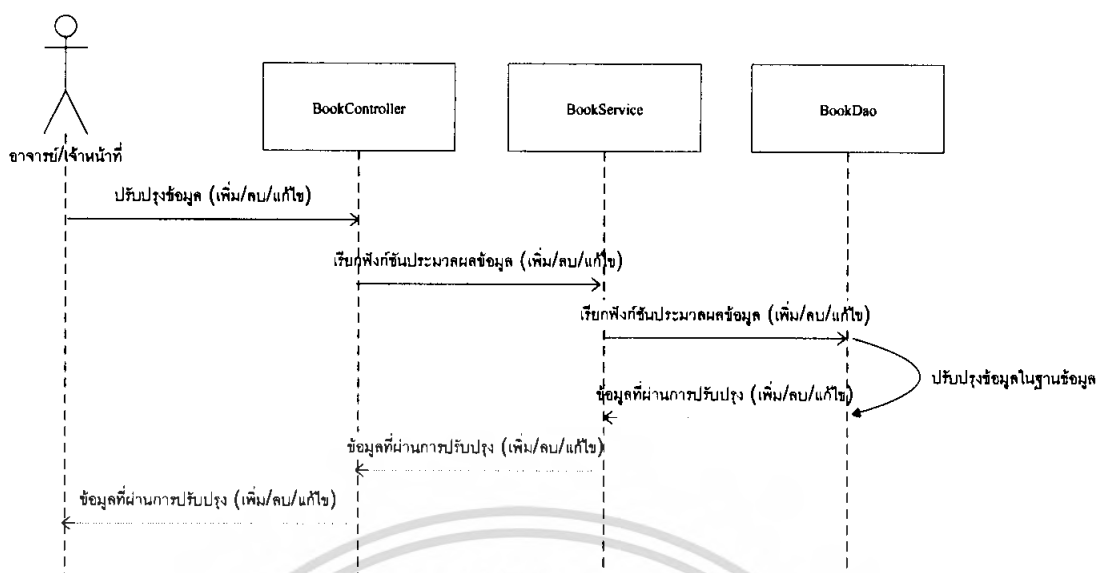 BookController
BookService
BookDao
อาจารย์/เจ้าหน้าที่
ปรับปรุงข้อมูล (เพิ่ม/ลบ/แก้ไข)
เรียกฟังก์ชันประมวลผลข้อมูล (เพิ่ม/ลบ/แก้ไข)
เรียกฟังก์ชันประมวลผลข้อมูล (เพิ่ม/ลบ/แก้ไข)
ปรับปรุงข้อมูลในฐานข้อมูล
ข้อมูลที่ผ่านการปรับปรุง (เพิ่ม/ลบ/แก้ไข)
ข้อมูลที่ผ่านการปรับปรุง (เพิ่ม/ลบ/แก้ไข)
ข้อมูลที่ผ่านการปรับปรุง (เพิ่ม/ลบ/แก้ไข)